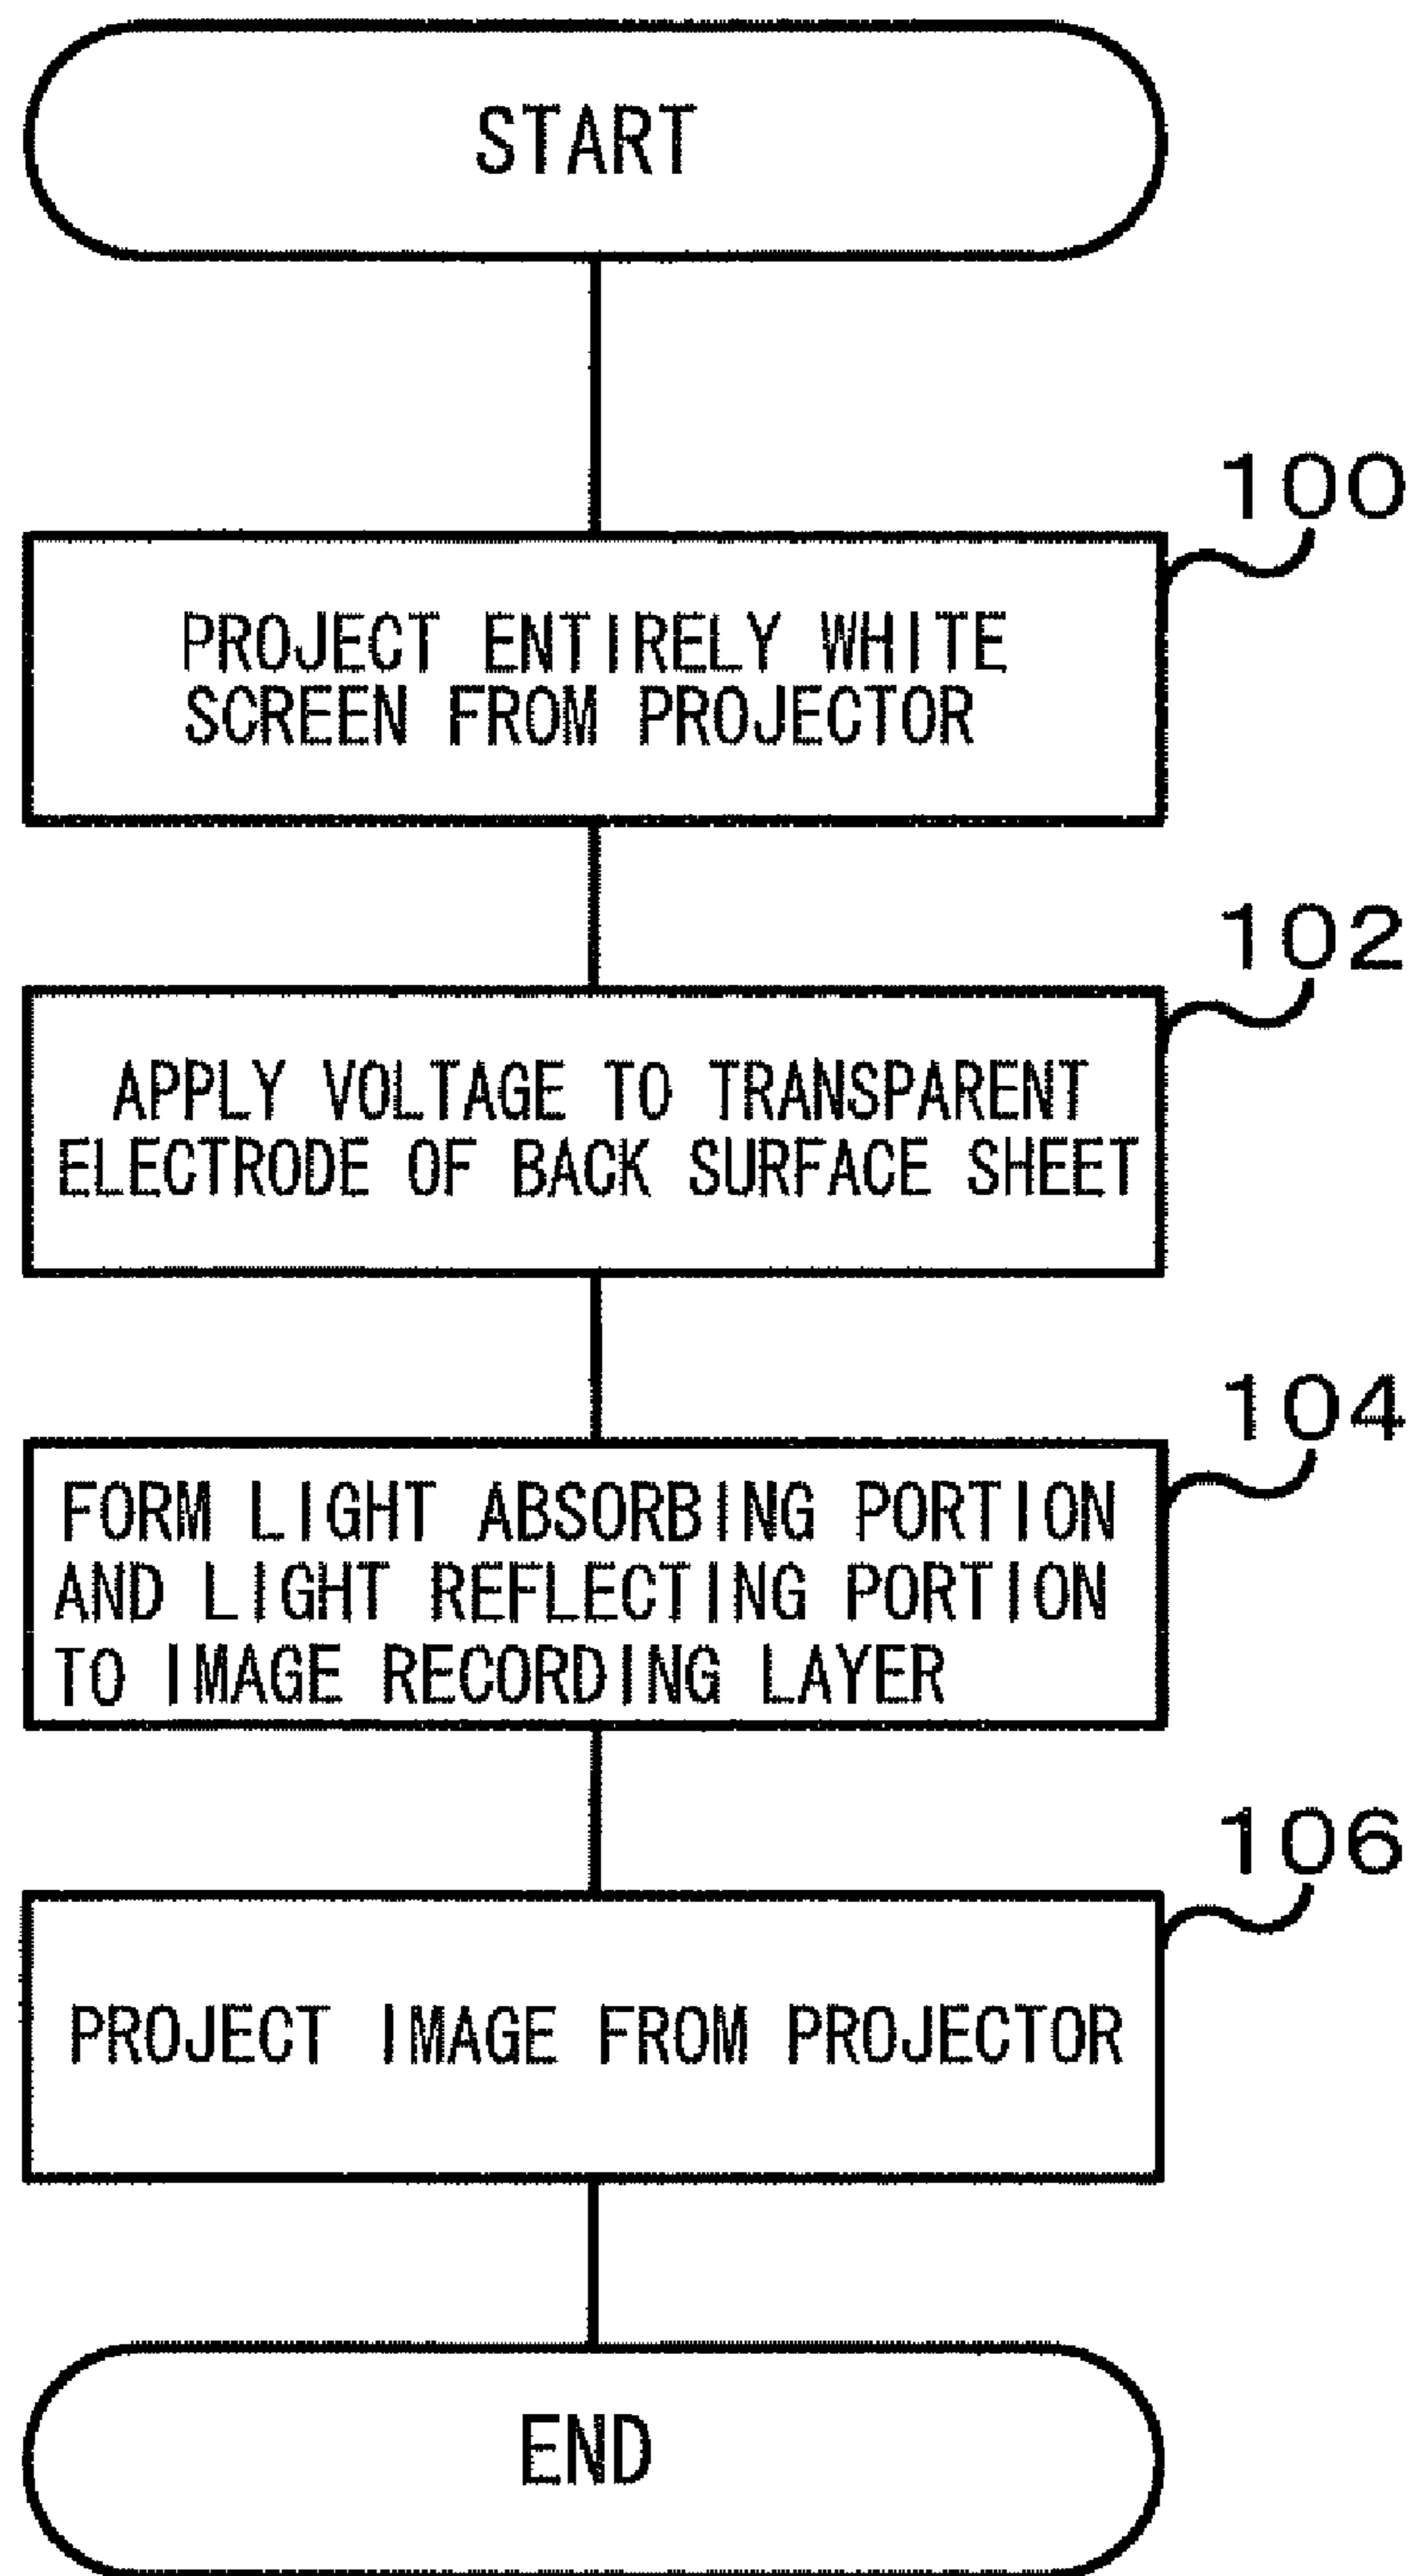 START
100
PROJECT ENTIRELY WHITE
SCREEN FROM PROJECTOR
102
APPLY VOLTAGE TO TRANSPARENT
ELECTRODE OF BACK SURFACE SHEET
104
FORM LIGHT ABSORBING PORTION
AND LIGHT REFLECTING PORTION
TO IMAGE RECORDING LAYER
106
PROJECT IMAGE FROM PROJECTOR
END